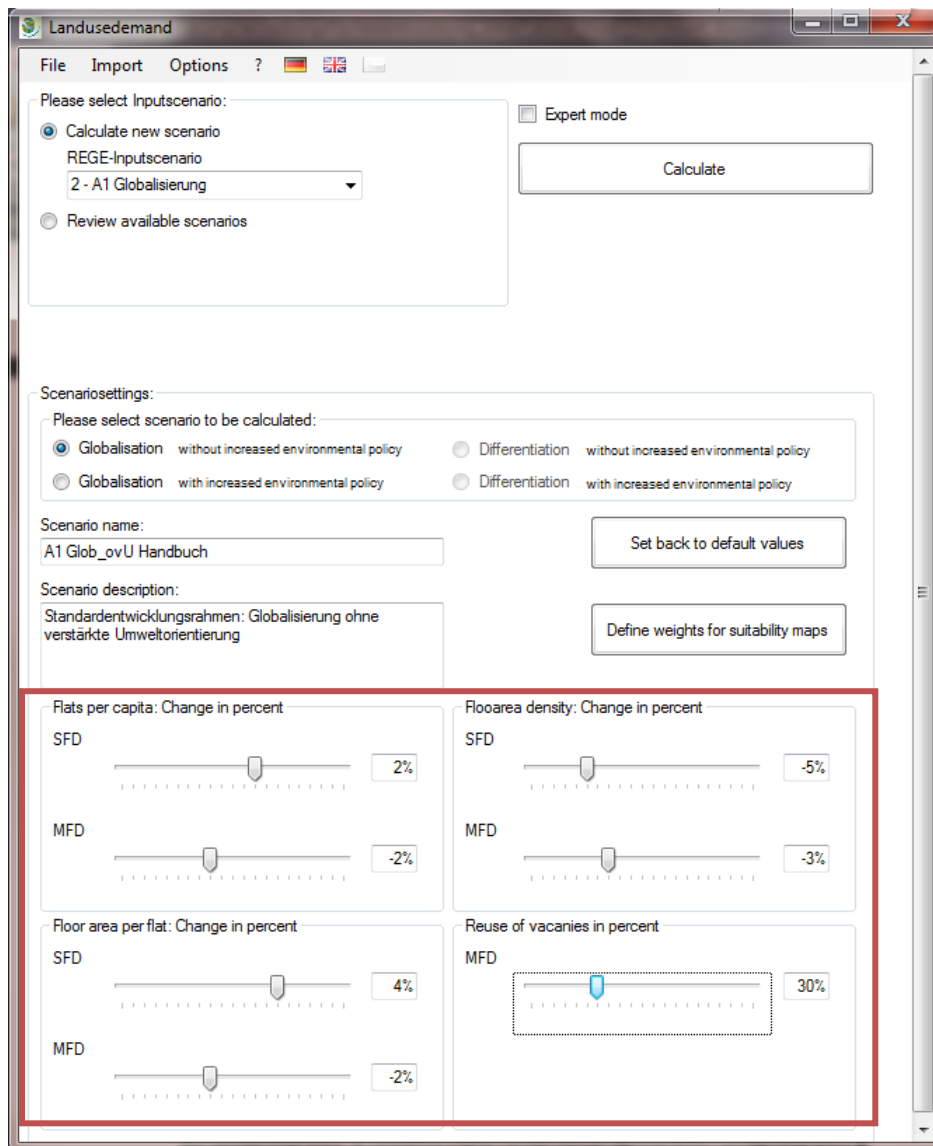 Landusedemand
File Import Options ?
Please select Inputscenario:
Calculate new scenario
REGE-Inputscenario
2 - A1 Globalisierung
Review available scenarios
Expert mode
Calculate
Scenariosettings:
Please select scenario to be calculated:
Globalisation without increased environmental policy
Differentiation without increased environmental policy
Globalisation with increased environmental policy
Differentiation with increased environmental policy
Scenario name:
A1 Glob_ovU Handbuch
Set back to default values
Scenario description:
Standardentwicklungsrahmen: Globalisierung ohne
verstärkte Umweltorientierung
Define weights for suitability maps
Flats per capita: Change in percent
SFD
2%
MFD
-2%
Flooarea density: Change in percent
SFD
-5%
MFD
-3%
Floor area per flat: Change in percent
SFD
4%
MFD
-2%
Reuse of vacanies in percent
MFD
30%